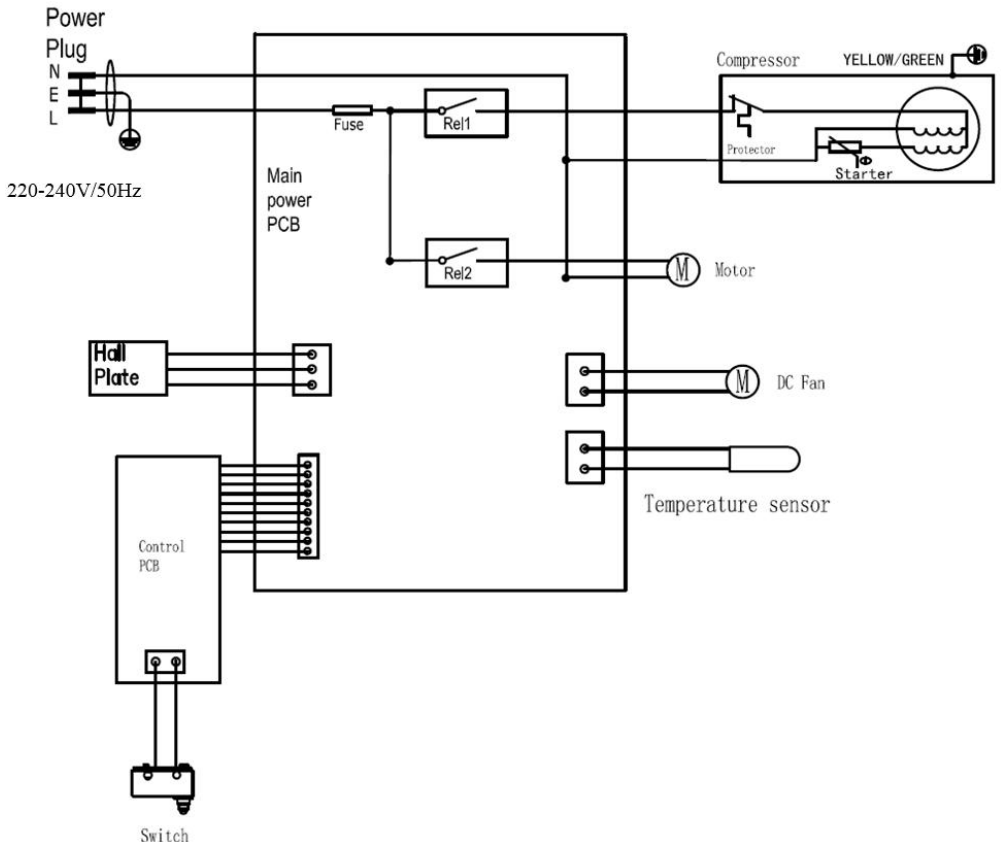 Power
Plug
N
E
L
220-240V/50Hz
Fuse
Rel1
Main
power
PCB
Rel2
Compressor
YELLOW/GREEN
Protector
Starter
M
Motor
Hall
Plate
M
DC Fan
Temperature sensor
Control
PCB
Switch